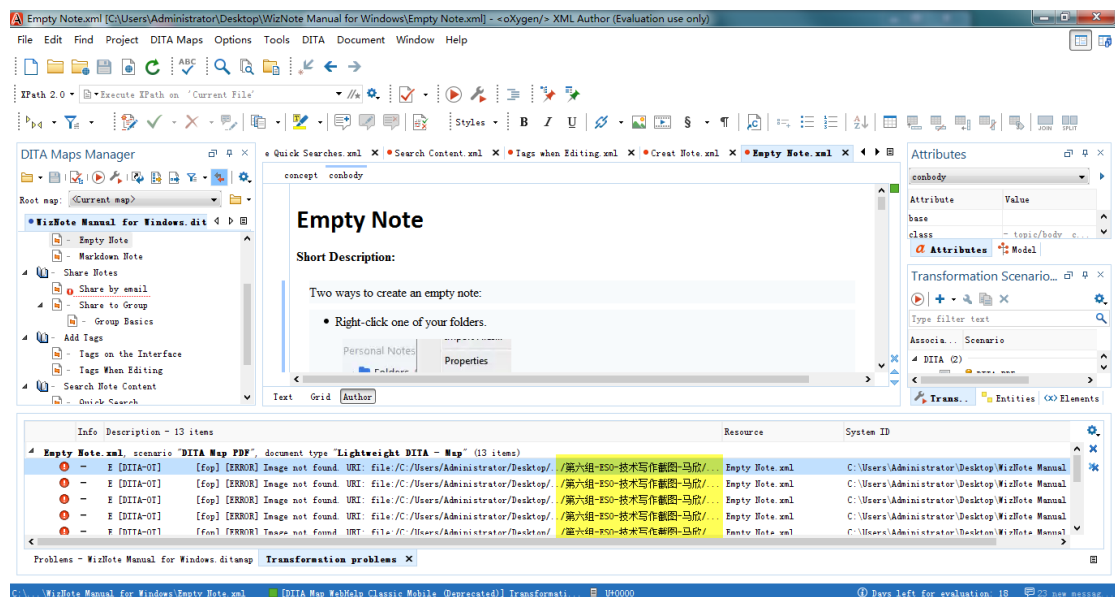 Empty Note.xml [C:\Users\Administrator\Desktop\WizNote Manual for Windows\Empty Note.xml] - <oXygen/> XML Author (Evaluation use only)
File Edit Find Project DITA Maps Options Tools DITA Document Window Help
XPath 2.0 Execute XPath on 'Current File'
Styles B I U § ¶ JOIN SPLIT
DITA Maps Manager
Root map: <Current map>
WizNote Manual for Windows.dit
- Empty Note
- Markdown Note
- Share Notes
- Share by email
- Share to Group
- Group Basics
- Add Tags
- Tags on the Interface
- Tags When Editing
- Search Note Content
- Quick Search
e Quick Searches.xml Search Content.xml Tags when Editing.xml Creat Note.xml Empty Note.xml
concept conbody
Empty Note
Short Description:
Two ways to create an empty note:
• Right-click one of your folders.
Personal Notes
Properties
Folders
Text Grid Author
Attributes
conbody
Attribute Value
base
class - topic/body c...
Attributes Model
Transformation Scenario...
Type filter text
Associa... Scenario
DITA (2)
Trans.. Entities Elements
Info Description - 13 items Resource System ID
Empty Note.xml, scenario "DITA Map PDF", document type "Lightweight DITA - Map" (13 items)
- E [DITA-OT] [fop] [ERROR] Image not found. URI: file:/C:/Users/Administrator/Desktop/../第六组-ESO-技术写作截图-马欣/... Empty Note.xml C:\Users\Administrator\Desktop\WizNote Manual
- E [DITA-OT] [fop] [ERROR] Image not found. URI: file:/C:/Users/Administrator/Desktop/../第六组-ESO-技术写作截图-马欣/... Empty Note.xml C:\Users\Administrator\Desktop\WizNote Manual
- E [DITA-OT] [fop] [ERROR] Image not found. URI: file:/C:/Users/Administrator/Desktop/../第六组-ESO-技术写作截图-马欣/... Empty Note.xml C:\Users\Administrator\Desktop\WizNote Manual
- E [DITA-OT] [fop] [ERROR] Image not found. URI: file:/C:/Users/Administrator/Desktop/../第六组-ESO-技术写作截图-马欣/... Empty Note.xml C:\Users\Administrator\Desktop\WizNote Manual
Problems - WizNote Manual for Windows.ditamap Transformation problems
C:\...\WizNote Manual for Windows\Empty Note.xml [DITA Map WebHelp Classic Mobile (Deprecated)] Transformati... U+0000 Days left for evaluation: 18 23 new messag